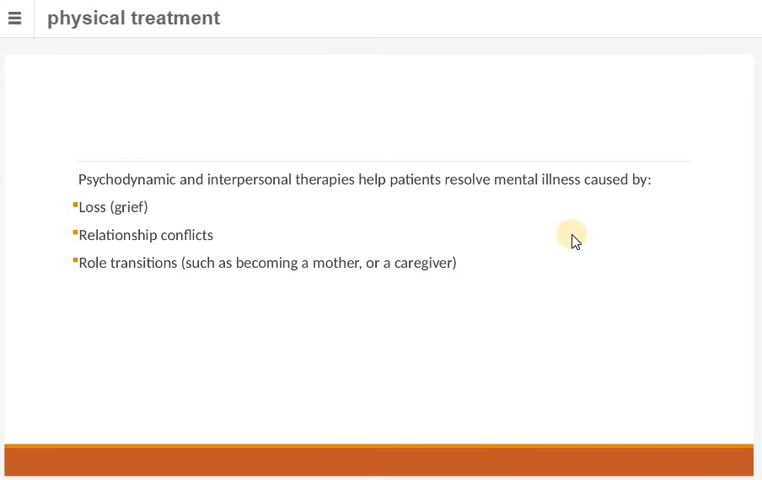 physical treatment
Psychodynamic and interpersonal therapies help patients resolve mental illness caused by:
Loss (grief)
Relationship conflicts
Role transitions (such as becoming a mother, or a caregiver)